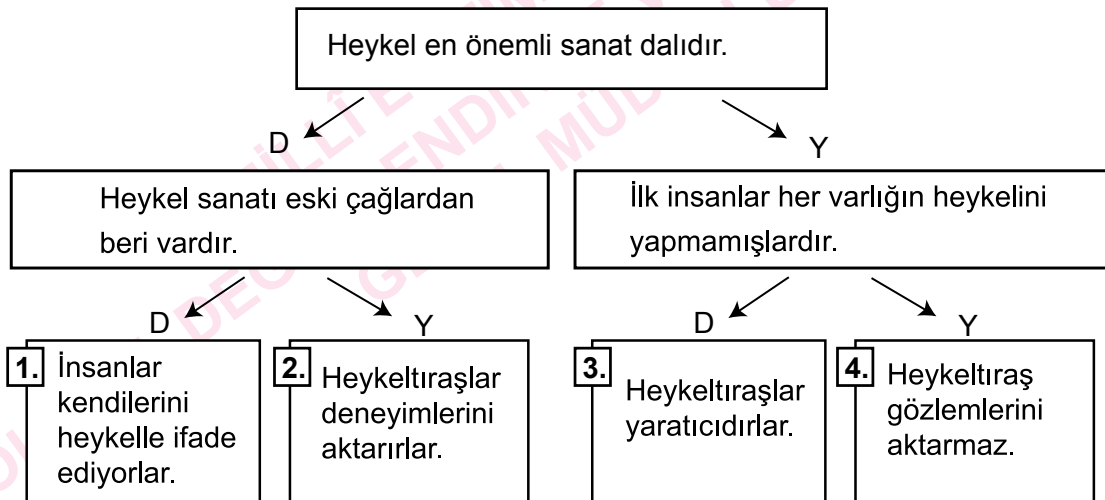 Heykel en önemli sanat dalıdır.
D
Y
Heykel sanatı eski çağlardan
beri vardır.
İlk insanlar her varlığın heykelini
yapmamışlardır.
D
Y
D
Y
1. İnsanlar
kendilerini
heykelle ifade
ediyorlar.
2. Heykeltıraşlar
deneyimlerini
aktarırlar.
3. Heykeltıraşlar
yaratıcıdırlar.
4. Heykeltıraş
gözlemlerini
aktarmaz.